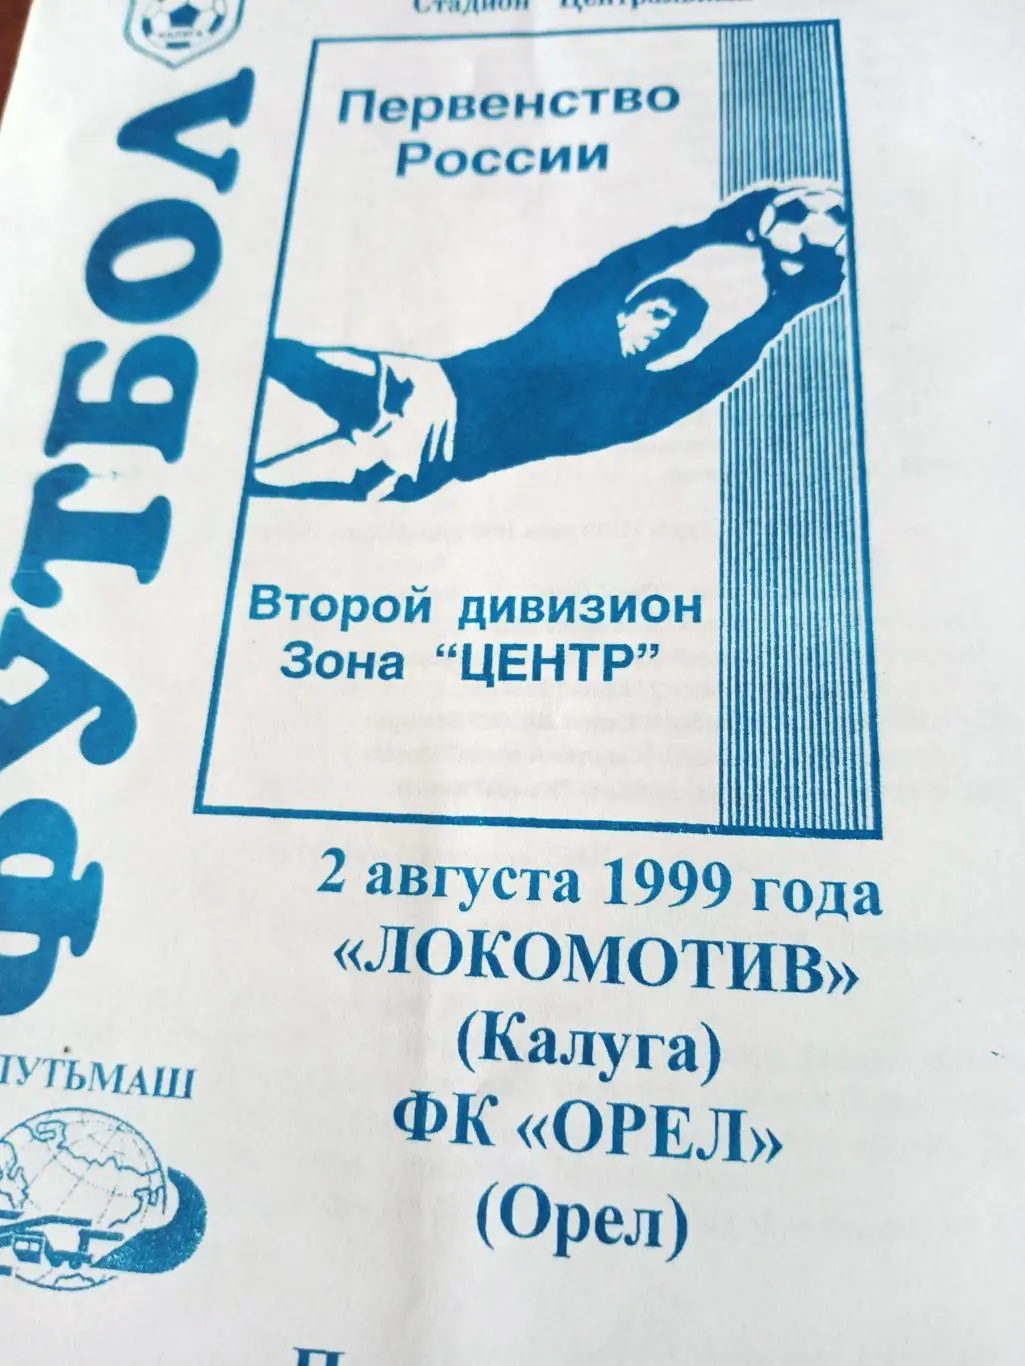 Стадион "Центральный"
КАЛУГА
ФУТБОЛ
Первенство
России
Второй дивизион
Зона “ЦЕНТР”
2 августа 1999 года
«ЛОКОМОТИВ»
(Калуга)
ФК «ОРЕЛ»
(Орел)
ПУТЬМАШ